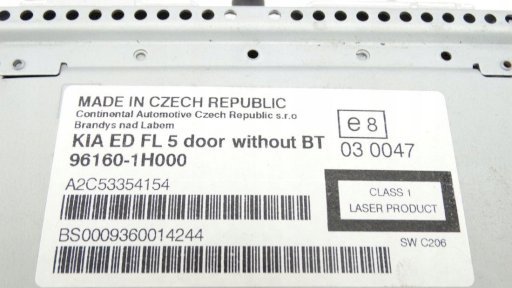 MADE IN CZECH REPUBLIC
Continental Automotive Czech Republic s.r.o
Brandys nad Labem
KIA ED FL 5 door without BT
96160-1H000
e8
03 0047
A2C53354154
CLASS 1
LASER PRODUCT
BS0009360014244
SW C206